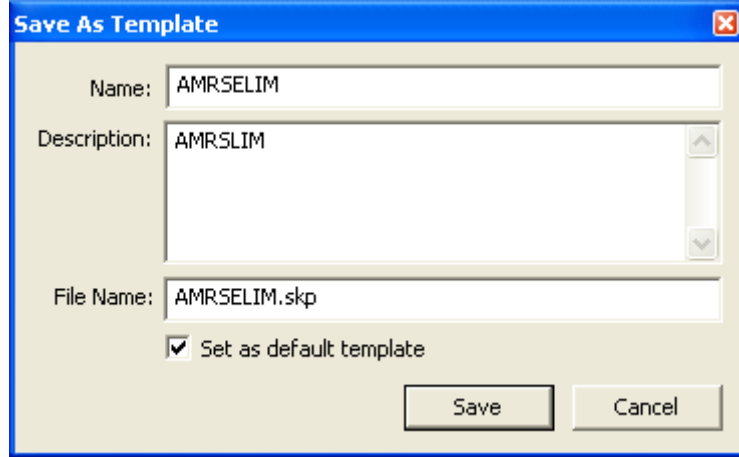 Save As Template
Name: AMRSELIM
Description: AMRSLIM
File Name: AMRSELIM.skp
Set as default template
Save Cancel